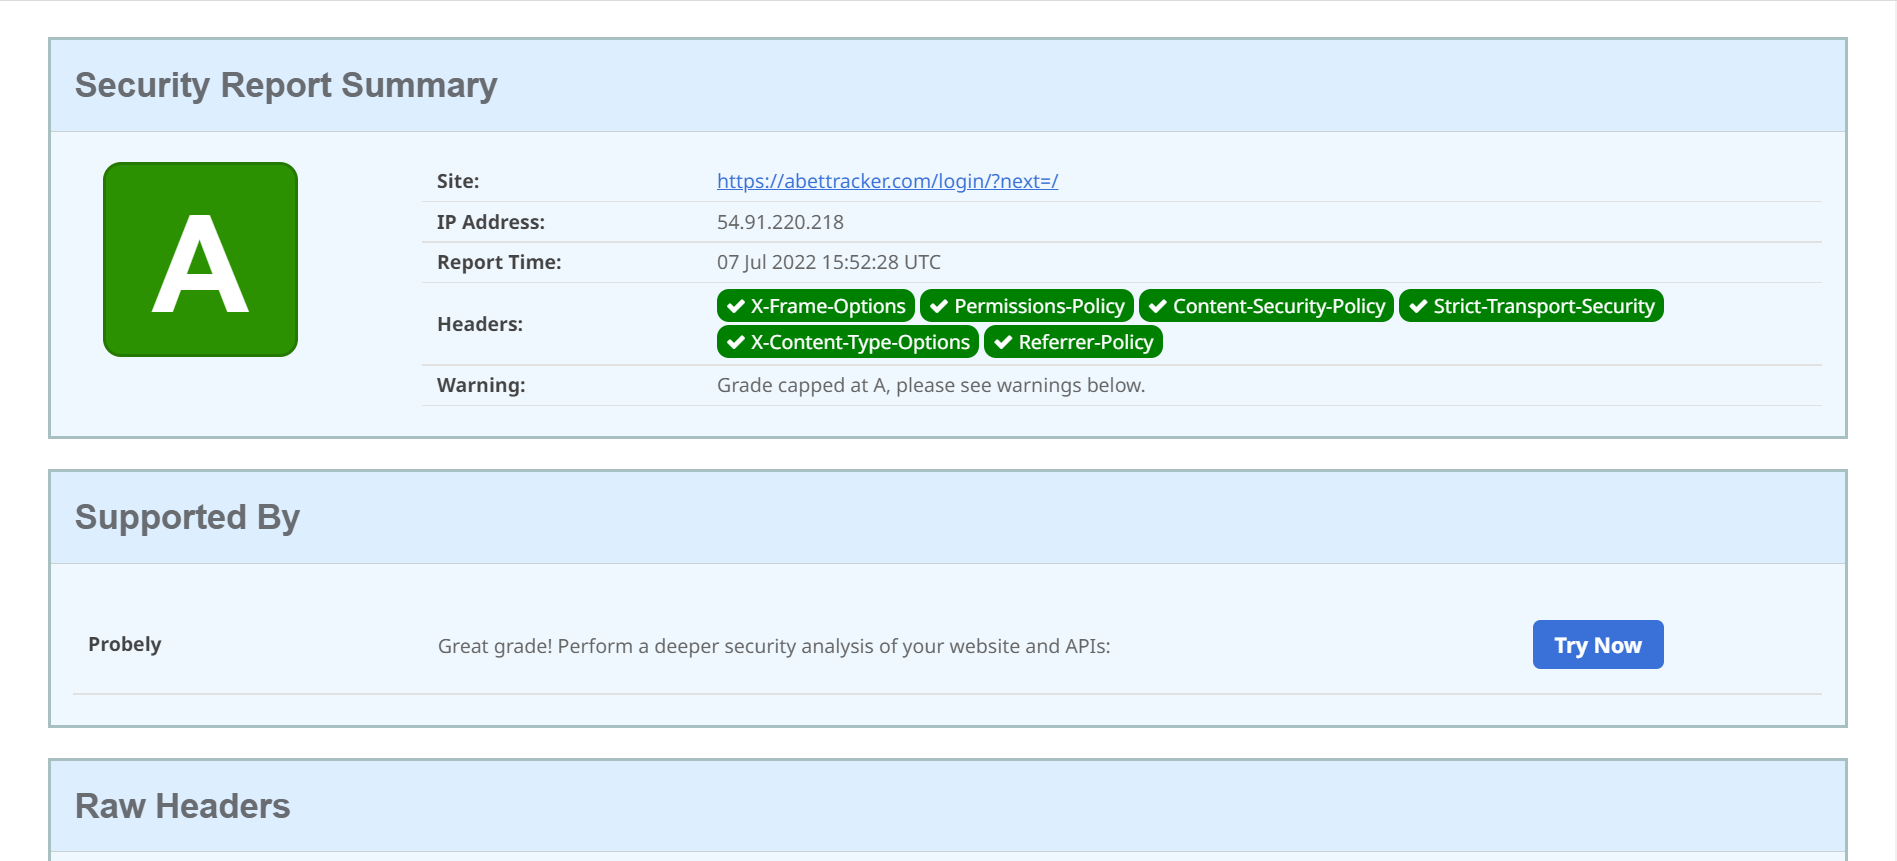 Security Report Summary
A
Site: https://abettracker.com/login/?next=/
IP Address: 54.91.220.218
Report Time: 07 Jul 2022 15:52:28 UTC
Headers: ✔ X-Frame-Options ✔ Permissions-Policy ✔ Content-Security-Policy ✔ Strict-Transport-Security
✔ X-Content-Type-Options ✔ Referrer-Policy
Warning: Grade capped at A, please see warnings below.
Supported By
Probely Great grade! Perform a deeper security analysis of your website and APIs: Try Now
Raw Headers